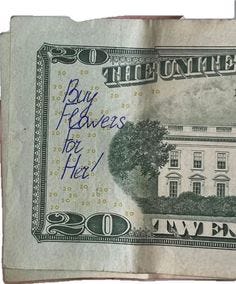 20 THE UNITE
Buy
Flowers
for
Her!
20 TWEN